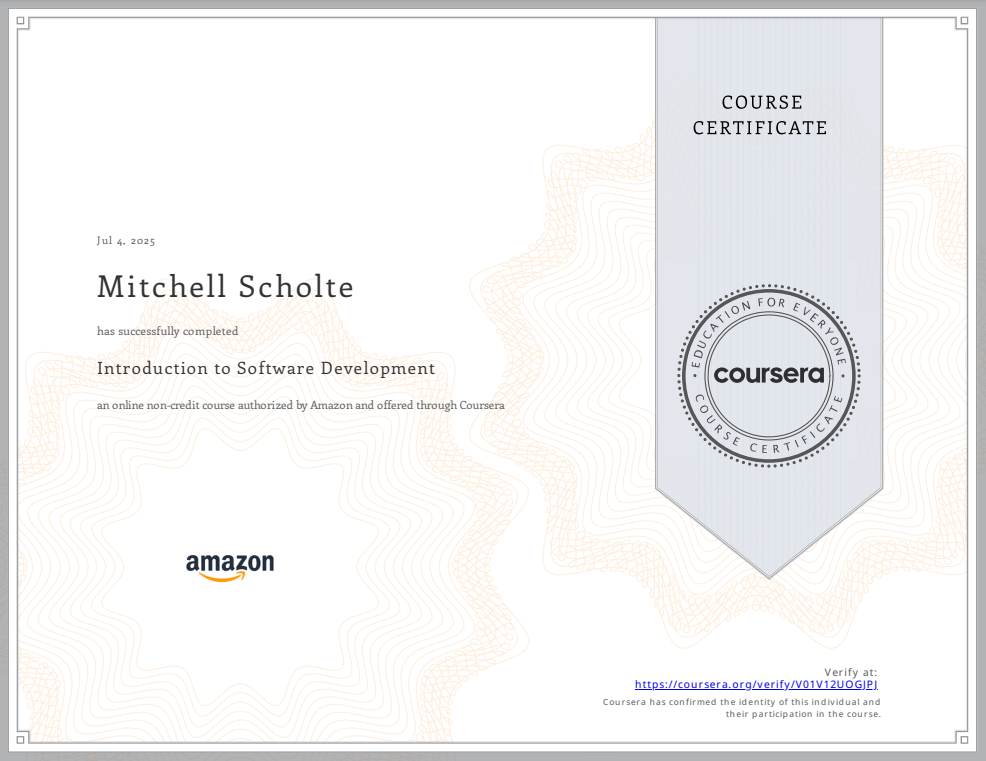 COURSE
CERTIFICATE
Jul 4, 2025
Mitchell Scholte
has successfully completed
Introduction to Software Development
an online non-credit course authorized by Amazon and offered through Coursera
EDUCATION FOR EVERYONE
coursera
COURSE CERTIFICATE
amazon
Verify at:
https://coursera.org/verify/V01V12UOGJPJ
Coursera has confirmed the identity of this individual and
their participation in the course.